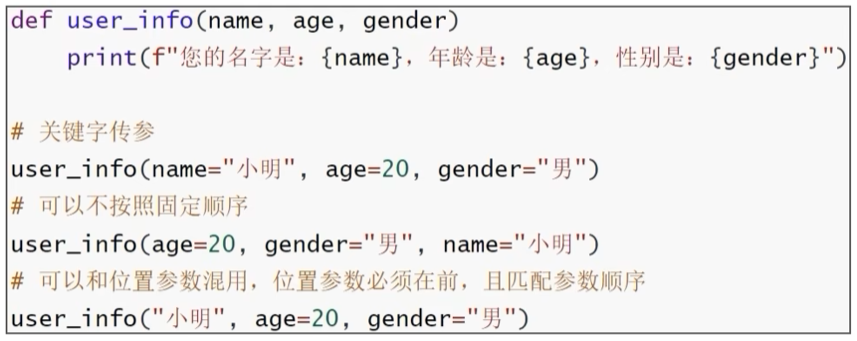 def user_info(name, age, gender)
    print(f"您的名字是：{name}，年龄是：{age}，性别是：{gender}")
# 关键字传参
user_info(name="小明", age=20, gender="男")
# 可以不按照固定顺序
user_info(age=20, gender="男", name="小明")
# 可以和位置参数混用，位置参数必须在前，且匹配参数顺序
user_info("小明", age=20, gender="男")